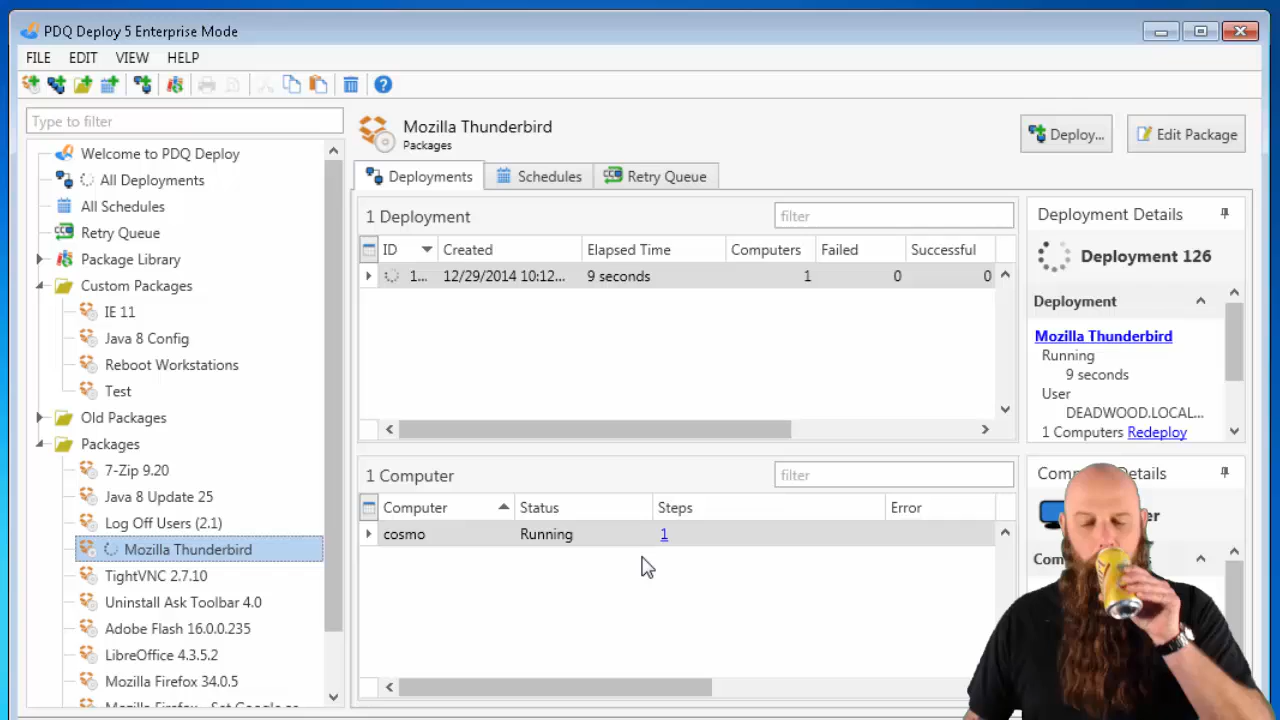 PDQ Deploy 5 Enterprise Mode
FILE EDIT VIEW HELP
Type to filter
Welcome to PDQ Deploy
All Deployments
All Schedules
Retry Queue
Package Library
Custom Packages
IE 11
Java 8 Config
Reboot Workstations
Test
Old Packages
Packages
7-Zip 9.20
Java 8 Update 25
Log Off Users (2.1)
Mozilla Thunderbird
TightVNC 2.7.10
Uninstall Ask Toolbar 4.0
Adobe Flash 16.0.0.235
LibreOffice 4.3.5.2
Mozilla Firefox 34.0.5
Mozilla Thunderbird
Packages
Deploy...
Edit Package
Deployments Schedules Retry Queue
1 Deployment
filter
ID Created Elapsed Time Computers Failed Successful
1... 12/29/2014 10:12... 9 seconds 1 0 0
1 Computer
filter
Computer Status Steps Error
cosmo Running 1
Deployment Details
Deployment 126
Deployment
Mozilla Thunderbird
Running
9 seconds
User
DEADWOOD.LOCAL...
1 Computers Redeploy
Details